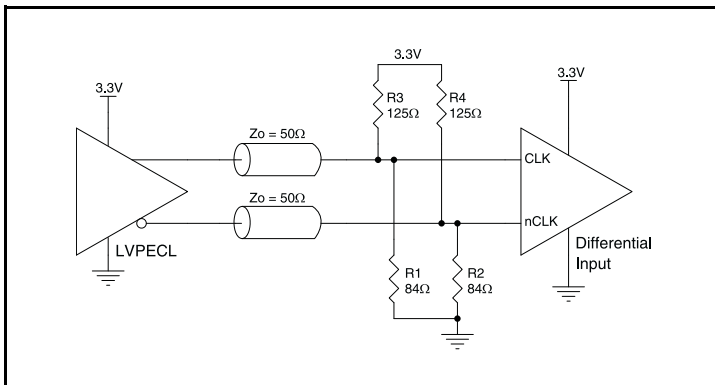 3.3V
R3
125Ω
R4
125Ω
3.3V
3.3V
Zo = 50Ω
CLK
Zo = 50Ω
nCLK
LVPECL
R1
84Ω
R2
84Ω
Differential
Input